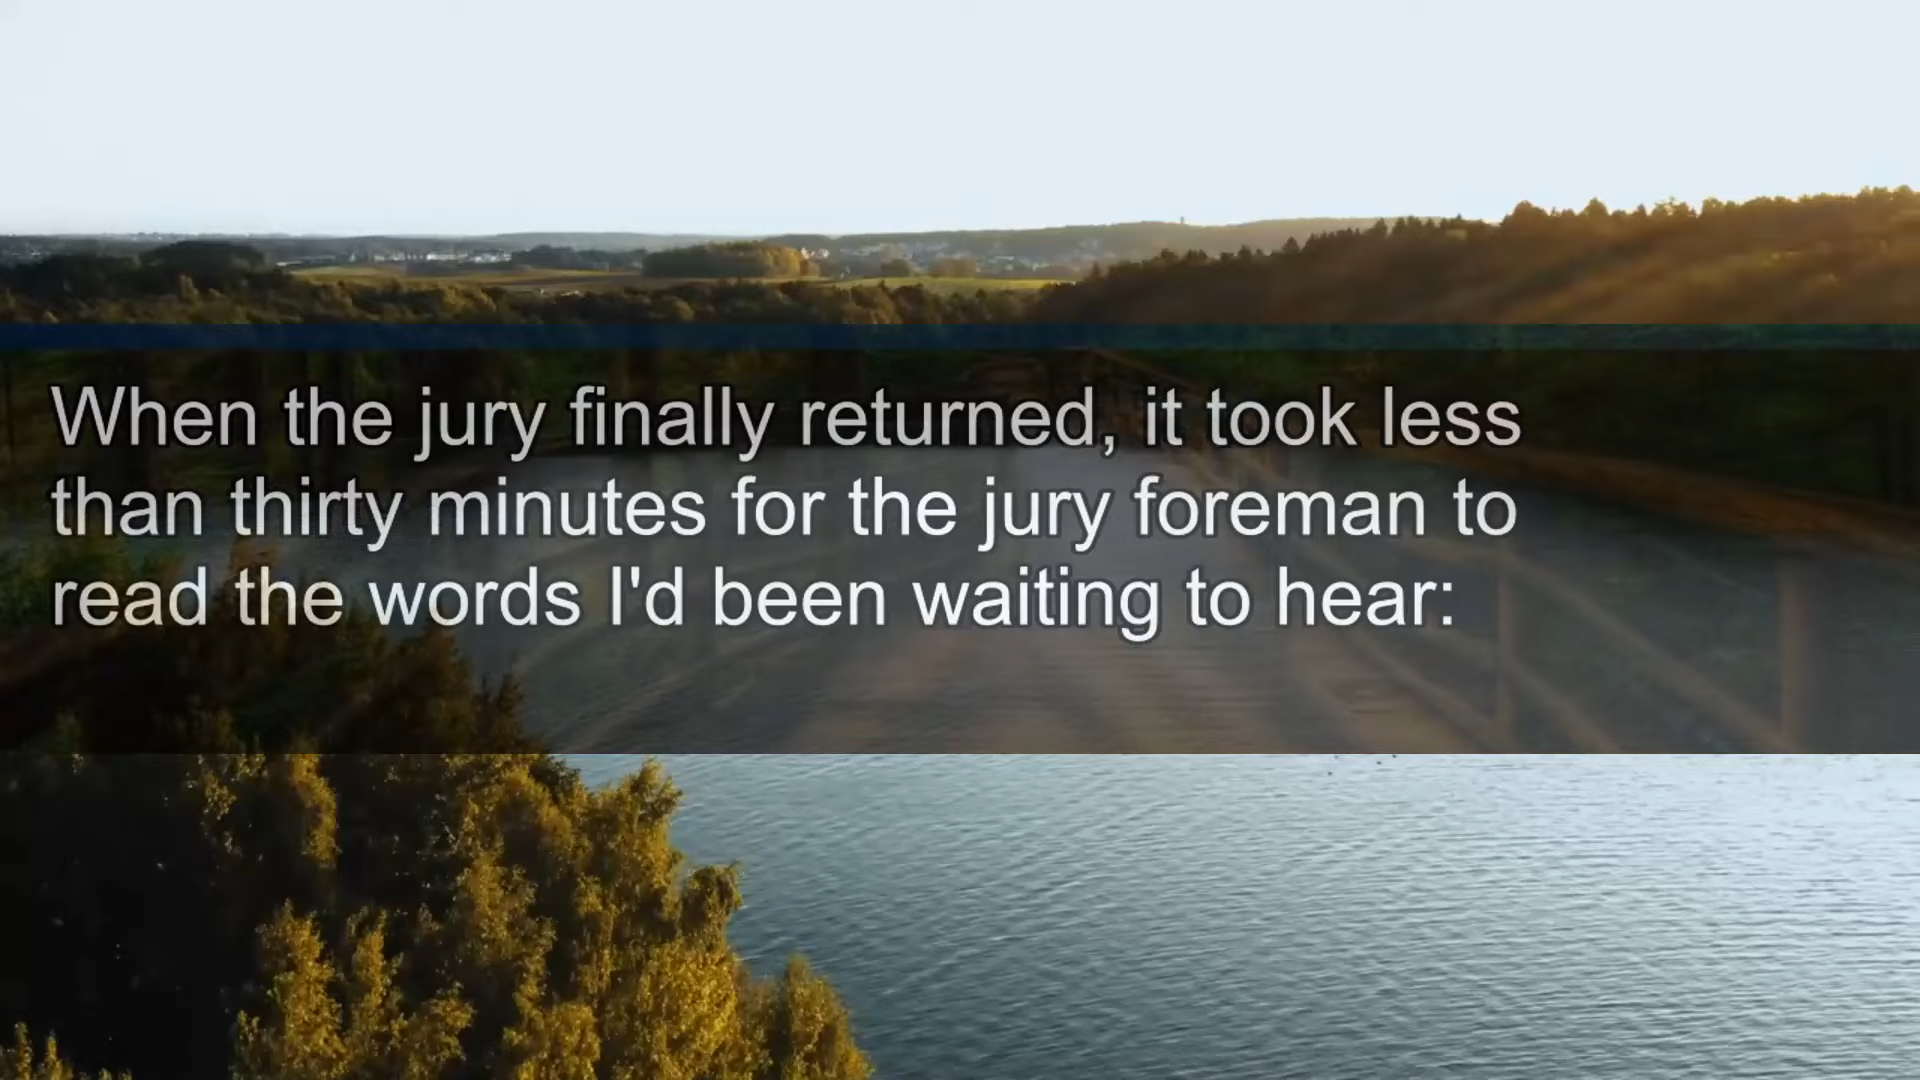 When the jury finally returned, it took less
than thirty minutes for the jury foreman to
read the words I'd been waiting to hear: